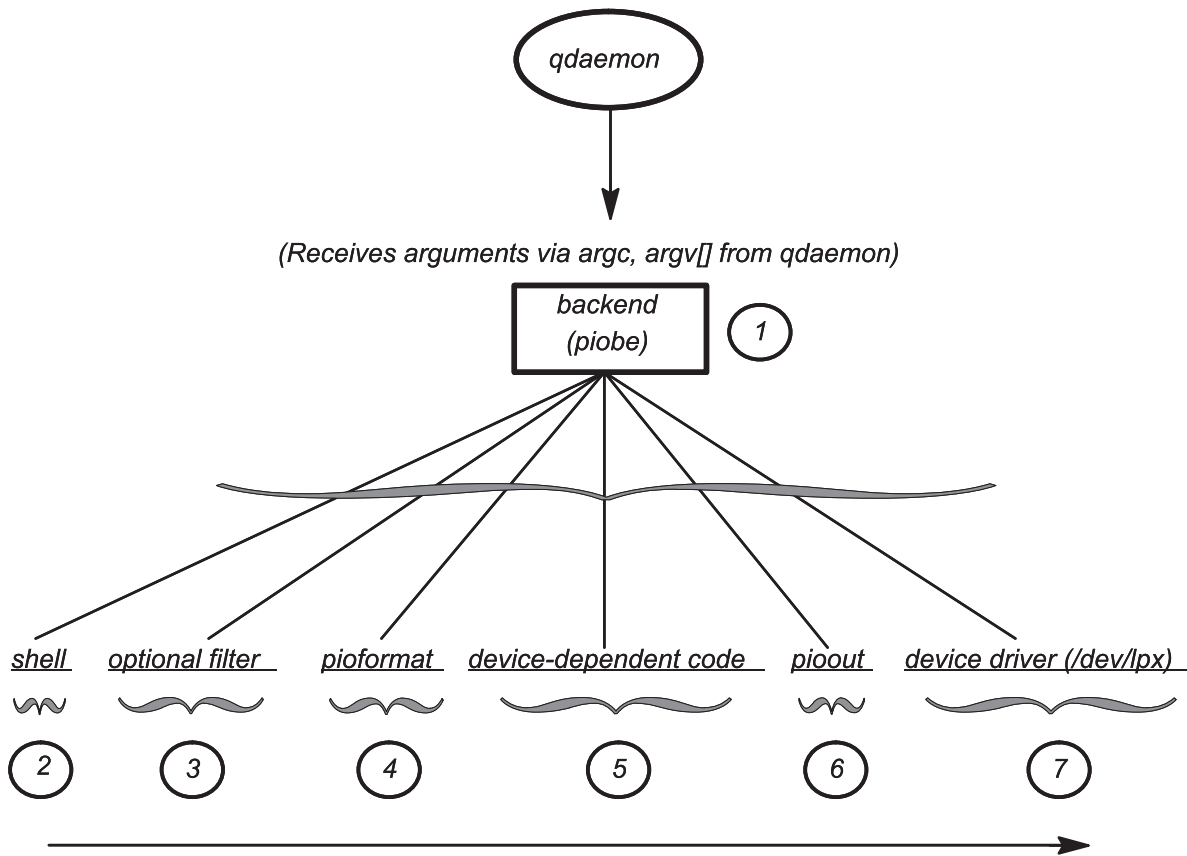 qdaemon
(Receives arguments via argc, argv[] from qdaemon)
backend
(piobe)
1
shell optional filter pioformat device-dependent code pioout device driver (/dev/lpx)
2 3 4 5 6 7